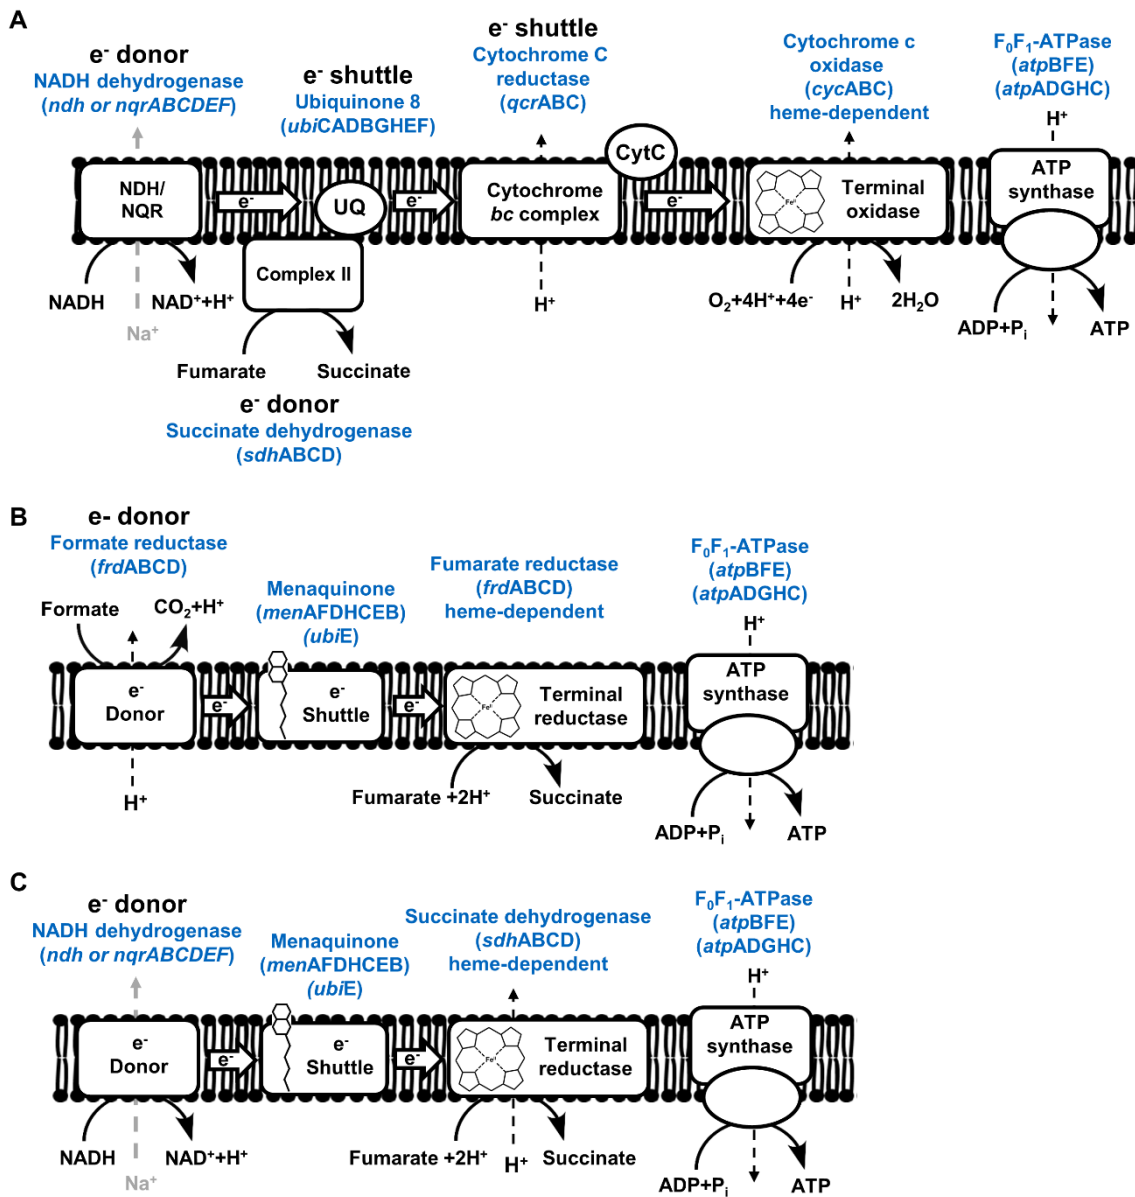 A
e- donor
NADH dehydrogenase
(ndh or nqrABCDEF)
e- shuttle
Ubiquinone 8
(ubiCADBGHEF)
e- shuttle
Cytochrome C
reductase
(qcrABC)
Cytochrome c
oxidase
(cycABC)
heme-dependent
F0F1-ATPase
(atpBFE)
(atpADGHC)
H+
NDH/
NQR
e-
UQ
e-
Cytochrome
bc complex
CytC
e-
Fe
Terminal
oxidase
ATP
synthase
Complex II
NADH
NAD++H+
Na+
H+
O2+4H++4e-
H+
2H2O
ADP+Pi
ATP
Fumarate
Succinate
e- donor
Succinate dehydrogenase
(sdhABCD)
B
e- donor
Formate reductase
(frdABCD)
Formate
CO2+H+
Menaquinone
(menAFDHCEB)
(ubiE)
Fumarate reductase
(frdABCD)
heme-dependent
F0F1-ATPase
(atpBFE)
(atpADGHC)
H+
e-
Donor
e-
e-
Shuttle
e-
Fe
Terminal
reductase
ATP
synthase
H+
Fumarate +2H+
Succinate
ADP+Pi
ATP
C
e- donor
NADH dehydrogenase
(ndh or nqrABCDEF)
Menaquinone
(menAFDHCEB)
(ubiE)
Succinate dehydrogenase
(sdhABCD)
heme-dependent
F0F1-ATPase
(atpBFE)
(atpADGHC)
H+
e-
Donor
e-
e-
Shuttle
e-
Fe
Terminal
reductase
ATP
synthase
NADH
NAD++H+
Na+
Fumarate +2H+
H+
Succinate
ADP+Pi
ATP